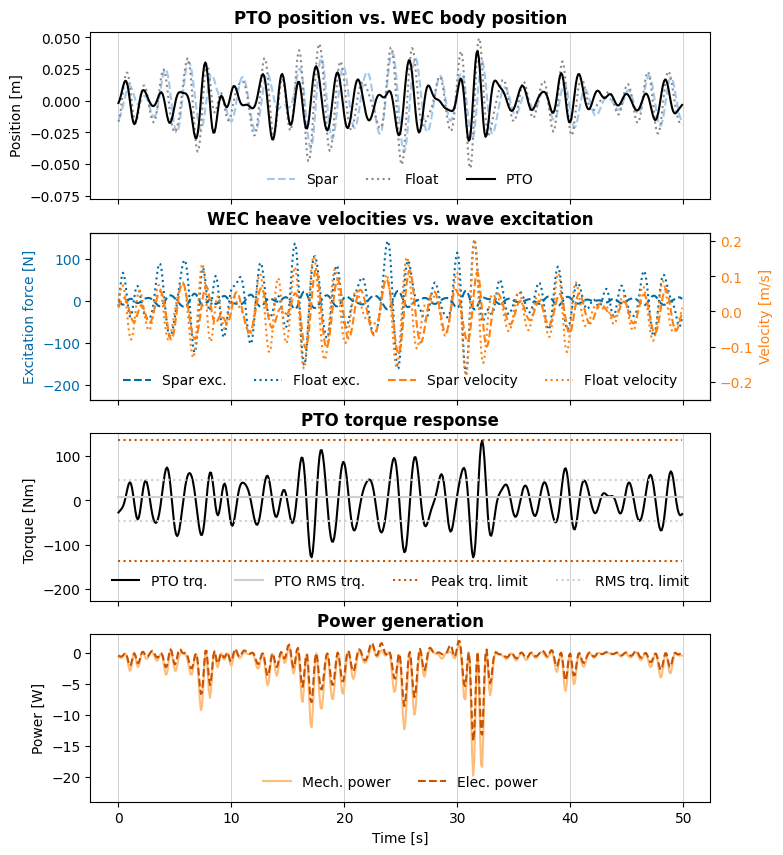 PTO position vs. WEC body position
0.050
0.025
0.000
−0.025
−0.050
−0.075
Position [m]
Spar Float PTO
WEC heave velocities vs. wave excitation
100
0
−100
−200
Excitation force [N]
0.2
0.1
0.0
−0.1
−0.2
Velocity [m/s]
Spar exc. Float exc. Spar velocity Float velocity
PTO torque response
100
0
−100
−200
Torque [Nm]
PTO trq. PTO RMS trq. Peak trq. limit RMS trq. limit
Power generation
0
−5
−10
−15
−20
Power [W]
Mech. power Elec. power
0 10 20 30 40 50
Time [s]